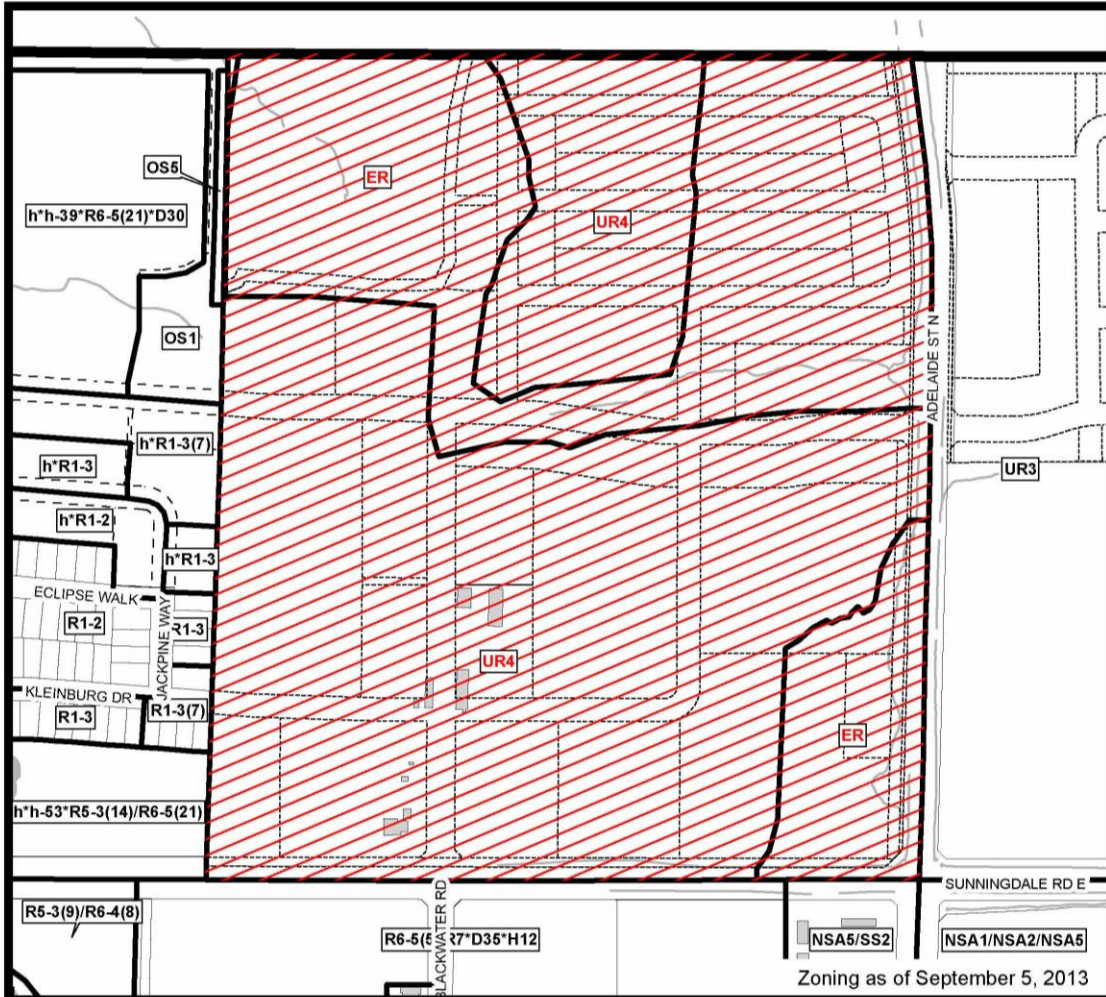 OS5
ER
h*h-39*R6-5(21)*D30
UR4
OS1
ADELAIDE ST N
h*R1-3(7)
h*R1-3
UR3
h*R1-2
h*R1-3
ECLIPSE WALK
R1-2
R1-3
JACKPINE WAY
UR4
KLEINBURG DR
R1-3
R1-3(7)
ER
h*h-53*R5-3(14)/R6-5(21)
SUNNINGDALE RD E
R5-3(9)/R6-4(8)
BLACKWATER RD
R7*D35*H12
NSA5/SS2
NSA1/NSA2/NSA5
Zoning as of September 5, 2013